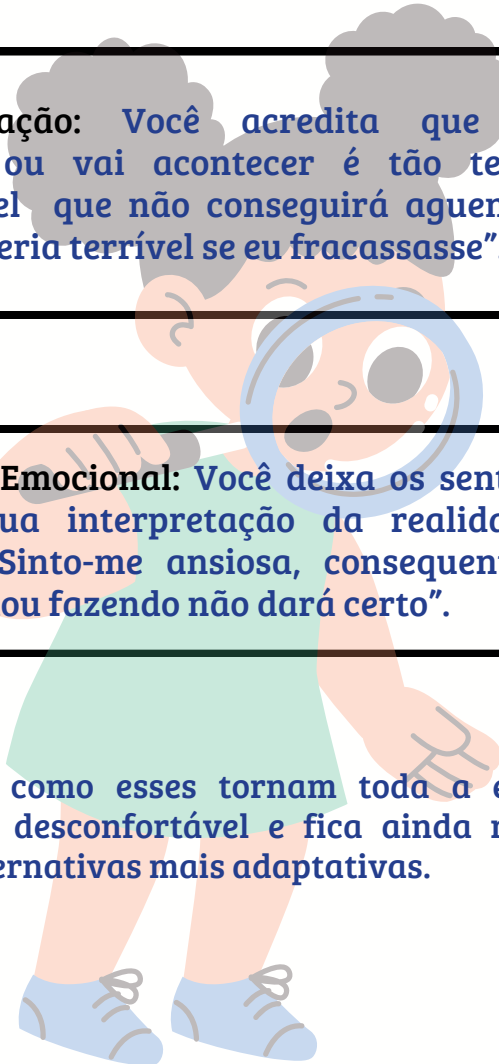 ação: Você acredita que
ou vai acontecer é tão te
el que não conseguirá aguen
eria terrível se eu fracassasse”
Emocional: Você deixa os sent
ua interpretação da realida
Sinto-me ansiosa, consequent
ou fazendo não dará certo”.
como esses tornam toda a e
desconfortável e fica ainda
ernativas mais adaptativas.